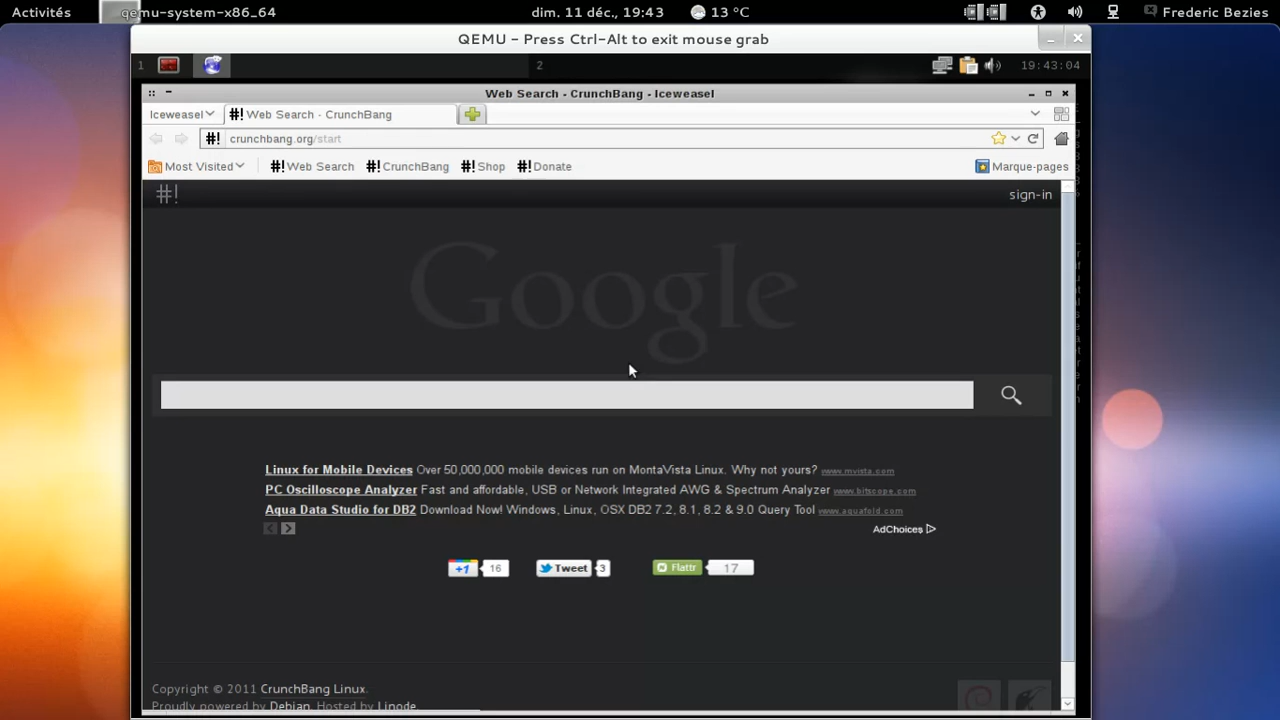 Activités qemu-system-x86_64 dim. 11 déc., 19:43 13 °C Frederic Bezies
QEMU - Press Ctrl-Alt to exit mouse grab
1 2 19:43:04
Web Search - CrunchBang - Iceweasel
Iceweasel #! Web Search - CrunchBang
#! crunchbang.org/start
Most Visited #! Web Search #! CrunchBang #! Shop #! Donate Marque-pages
#! sign-in
Google
Linux for Mobile Devices Over 50,000,000 mobile devices run on MontaVista Linux. Why not yours? www.mvista.com
PC Oscilloscope Analyzer Fast and affordable, USB or Network Integrated AWG & Spectrum Analyzer www.bitscope.com
Aqua Data Studio for DB2 Download Now! Windows, Linux, OSX DB2 7.2, 8.1, 8.2 & 9.0 Query Tool www.aquafold.com
AdChoices
+1 16 Tweet 3 Flattr 17
Copyright © 2011 CrunchBang Linux.
Proudly powered by Debian. Hosted by Linode.